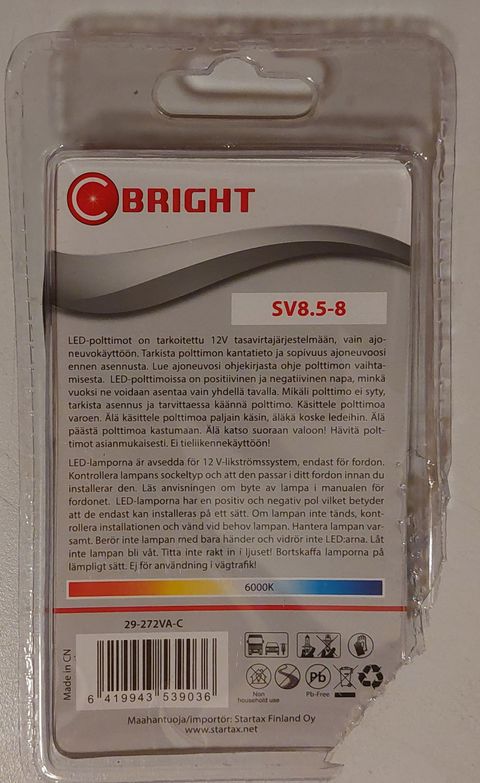 C BRIGHT
SV8.5-8
LED-polttimot on tarkoitettu 12V tasavirtajärjestelmään, vain ajo-
neuvokäyttöön. Tarkista polttimon kantatieto ja sopivuus ajoneuvoosi
ennen asennusta. Lue ajoneuvosi ohjekirjasta ohje polttimon vaihta-
misesta. LED-polttimoissa on positiivinen ja negatiivinen napa, minkä
vuoksi ne voidaan asentaa vain yhdellä tavalla. Mikäli polttimo ei syty,
tarkista asennus ja tarvittaessa käännä polttimo. Käsittele polttimoa
varoen. Älä käsittele polttimoa paljain käsin, äläkä koske ledeihin. Älä
päästä polttimoa kastumaan. Älä katso suoraan valoon! Hävitä polt-
timot asianmukaisesti. Ei tieliikennekäyttöön!
LED-lamporna är avsedda för 12 V-likströmssystem, endast för fordon.
Kontrollera lampans sockeltyp och att den passar i ditt fordon innan du
installerar den. Läs anvisningen om byte av lampa i manualen för
fordonet. LED-lamporna har en positiv och negativ pol vilket betyder
att de endast kan installeras på ett sätt. Om lampan inte tänds, kont-
rollera installationen och vänd vid behov lampan. Hantera lampan var-
samt. Berör inte lampan med bara händer och vidrör inte LED:arna. Låt
inte lampan bli våt. Titta inte rakt in i ljuset! Bortskaffa lamporna på
lämpligt sätt. Ej för användning i vägtrafik!
6000K
29-272VA-C
Made in CN
6 419943 539036
Non
household use
Pb
Pb-Free
Maahantuoja/importör: Startax Finland Oy
www.startax.net